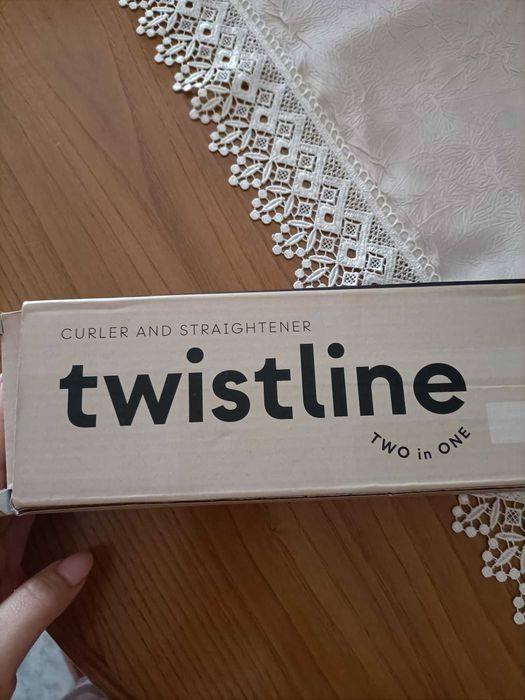 CURLER AND STRAIGHTENER
twistline
TWO in ONE